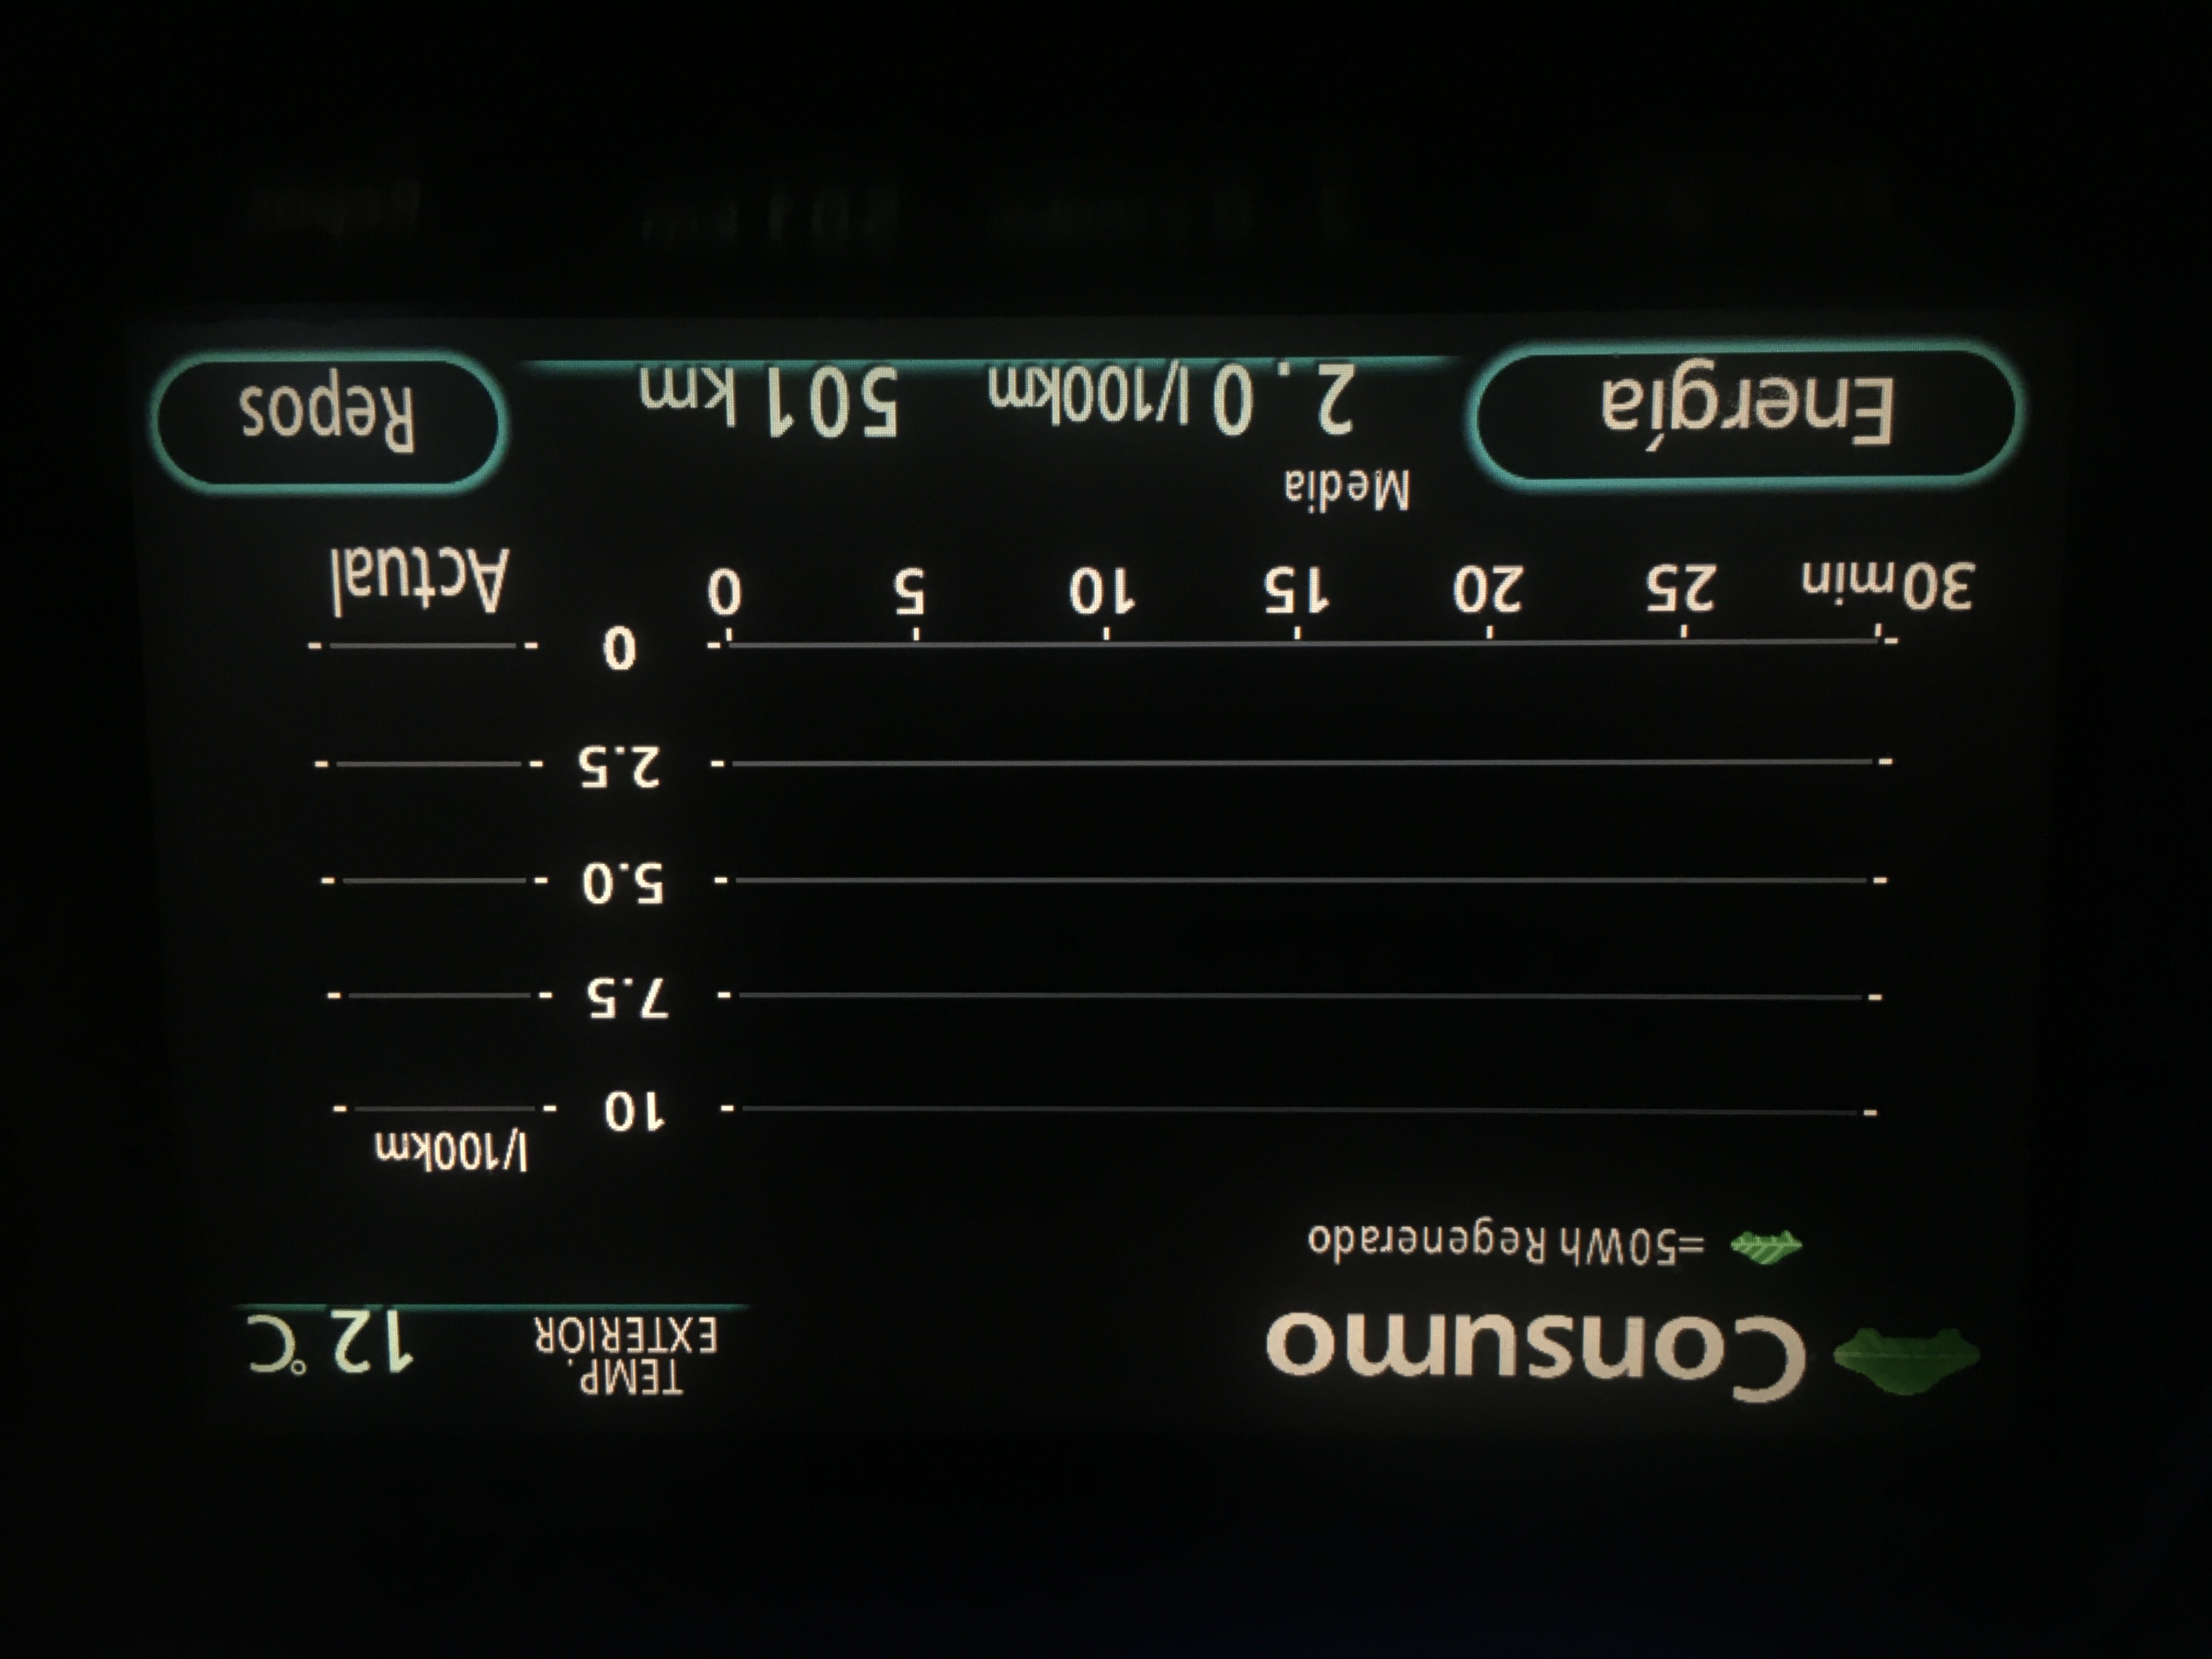 Consumo
TEMP.
EXTERIOR
12 °C
=50Wh Regenerado
l/100km
10
7.5
5.0
2.5
0
30min 25 20 15 10 5 0
Actual
Media
Energía
2.0 l/100km 501 km
Repos